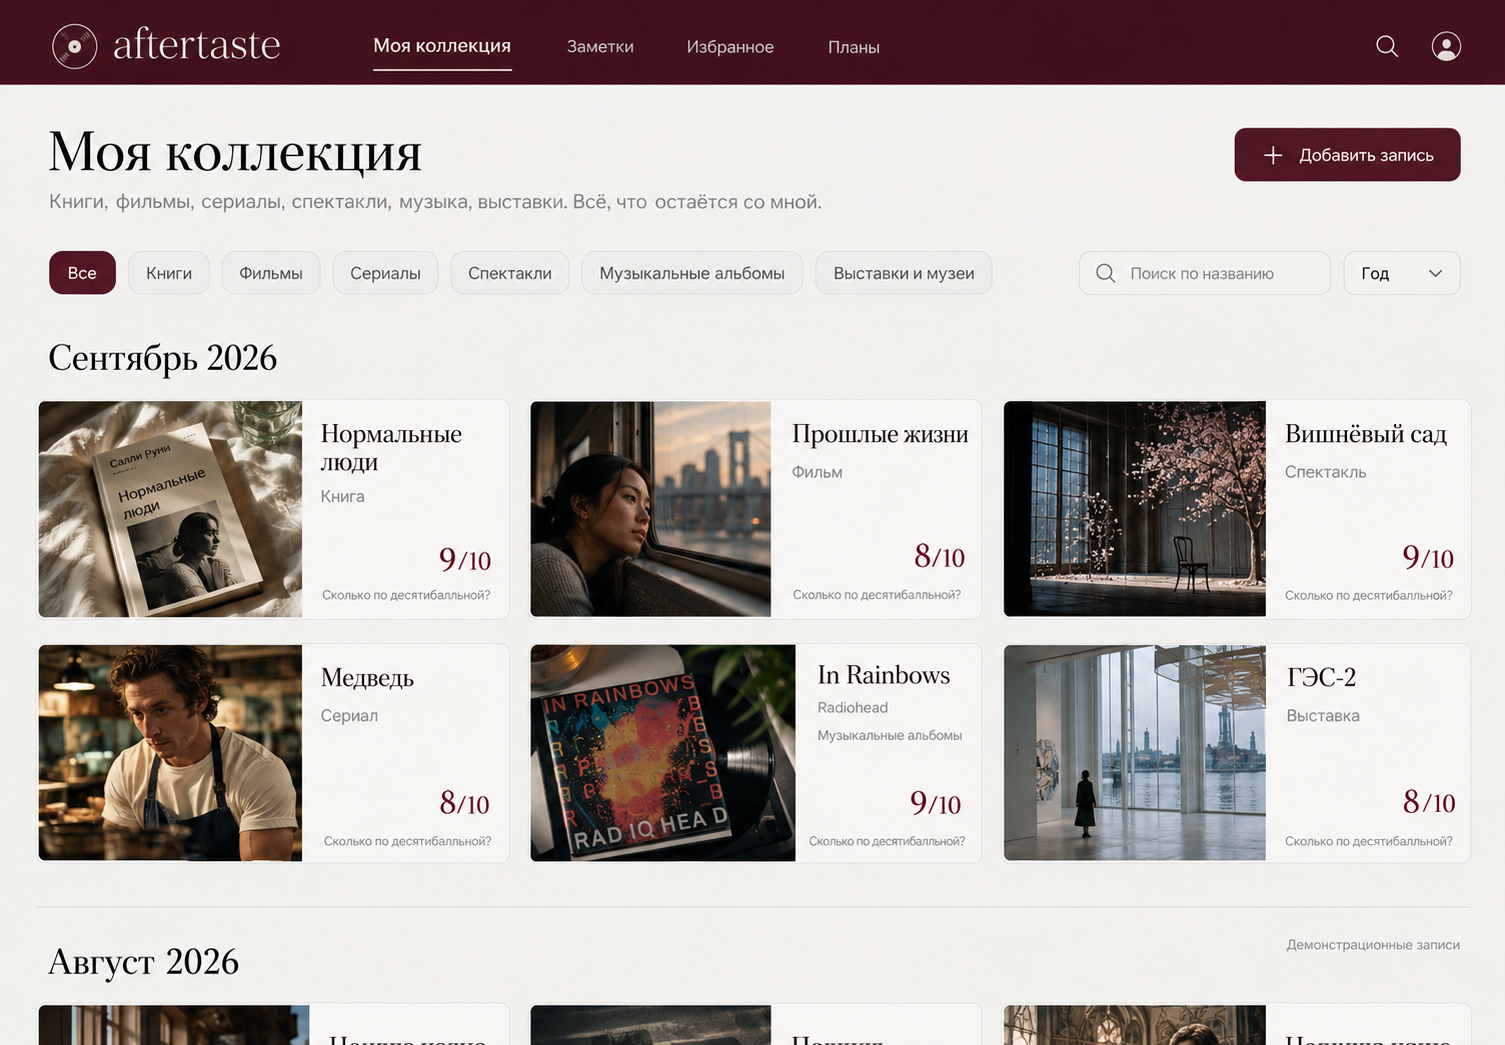 aftertaste
Моя коллекция
Заметки
Избранное
Планы
Моя коллекция
Добавить запись
Книги, фильмы, сериалы, спектакли, музыка, выставки. Всё, что остаётся со мной.
Все
Книги
Фильмы
Сериалы
Спектакли
Музыкальные альбомы
Выставки и музеи
Поиск по названию
Год
Сентябрь 2026
Салли Руни
Нормальные
люди
Нормальные
люди
Книга
9/10
Сколько по десятибалльной?
Прошлые жизни
Фильм
8/10
Сколько по десятибалльной?
Вишнёвый сад
Спектакль
9/10
Сколько по десятибалльной?
Медведь
Сериал
8/10
Сколько по десятибалльной?
IN RAINBOWS
RAD IO HEA D
In Rainbows
Radiohead
Музыкальные альбомы
9/10
Сколько по десятибалльной?
ГЭС-2
Выставка
8/10
Сколько по десятибалльной?
Август 2026
Демонстрационные записи